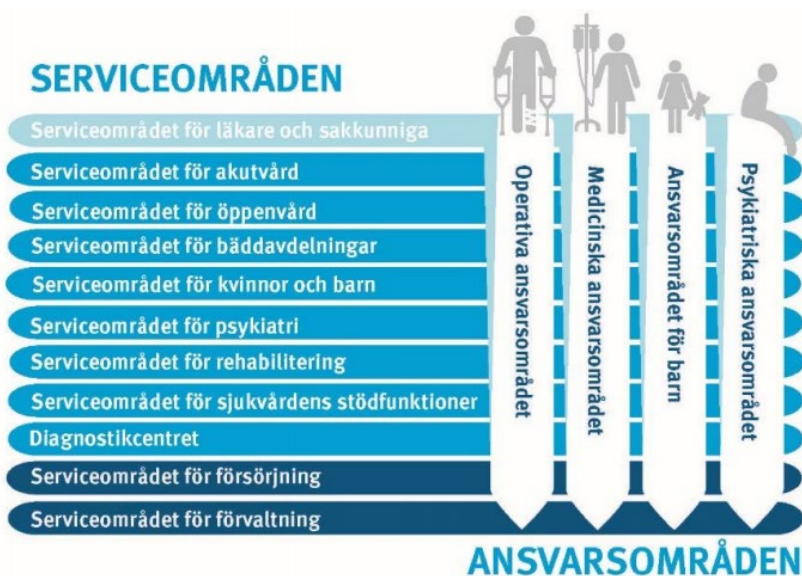 SERVICEOMRÅDEN
Serviceområdet för läkare och sakkunniga
Serviceområdet för akutvård
Serviceområdet för öppenvård
Serviceområdet för bäddavdelningar
Serviceområdet för kvinnor och barn
Serviceområdet för psykiatri
Serviceområdet för rehabilitering
Serviceområdet för sjukvårdens stödfunktioner
Diagnostikcentret
Serviceområdet för försörjning
Serviceområdet för förvaltning
Operativa ansvarsområdet
Medicinska ansvarsområdet
Ansvarsområdet för barn
Psykiatriska ansvarsområdet
ANSVARSOMRÅDEN